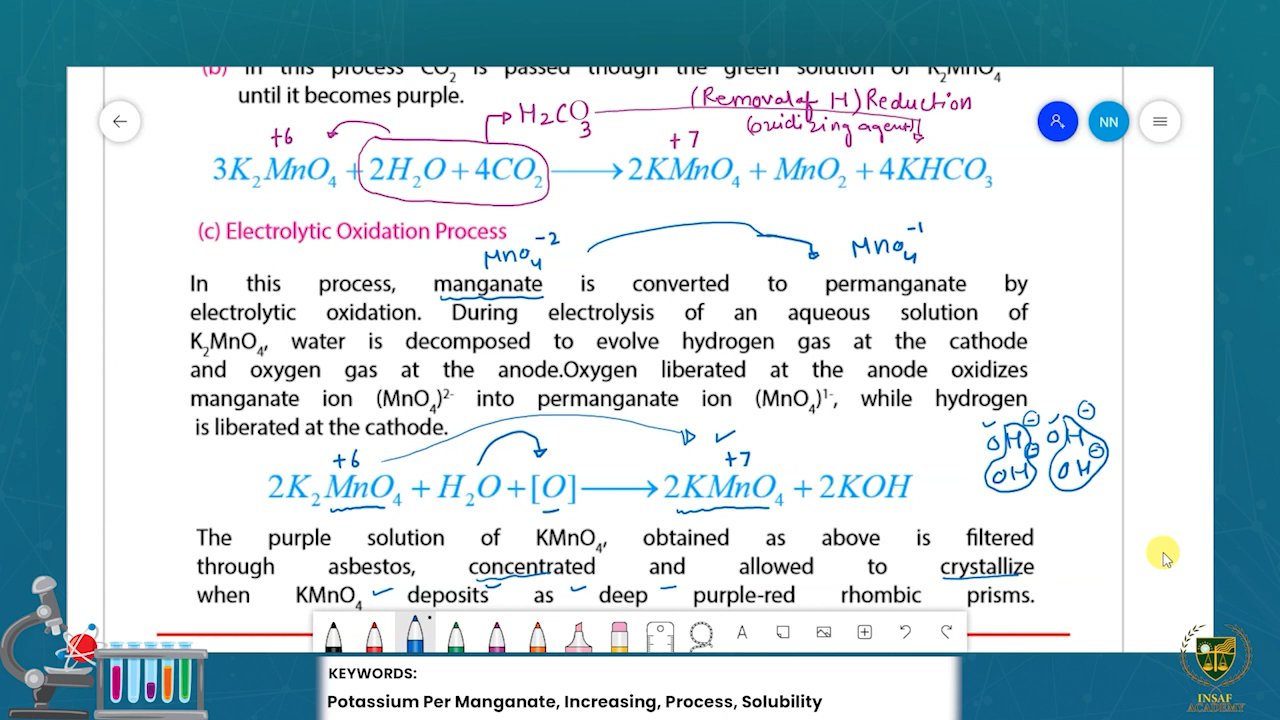 (b) In this process CO2 is passed though the green solution of K2MnO4
until it becomes purple.
H2CO3 (Removal of H) Reduction
(oxidizing agent)
+6 +7
3K2MnO4 + 2H2O + 4CO2 ⟶ 2KMnO4 + MnO2 + 4KHCO3
NN
(c) Electrolytic Oxidation Process
MnO4⁻² MnO4⁻¹
In this process, manganate is converted to permanganate by
electrolytic oxidation. During electrolysis of an aqueous solution of
K2MnO4, water is decomposed to evolve hydrogen gas at the cathode
and oxygen gas at the anode.Oxygen liberated at the anode oxidizes
manganate ion (MnO4)²⁻ into permanganate ion (MnO4)¹⁻, while hydrogen
is liberated at the cathode.
OH OH
OH OH
+6 +7
2K2MnO4 + H2O + [O] ⟶ 2KMnO4 + 2KOH
The purple solution of KMnO4, obtained as above is filtered
through asbestos, concentrated and allowed to crystallize
when KMnO4 deposits as deep purple-red rhombic prisms.
A
KEYWORDS:
Potassium Per Manganate, Increasing, Process, Solubility
INSAF
ACADEMY